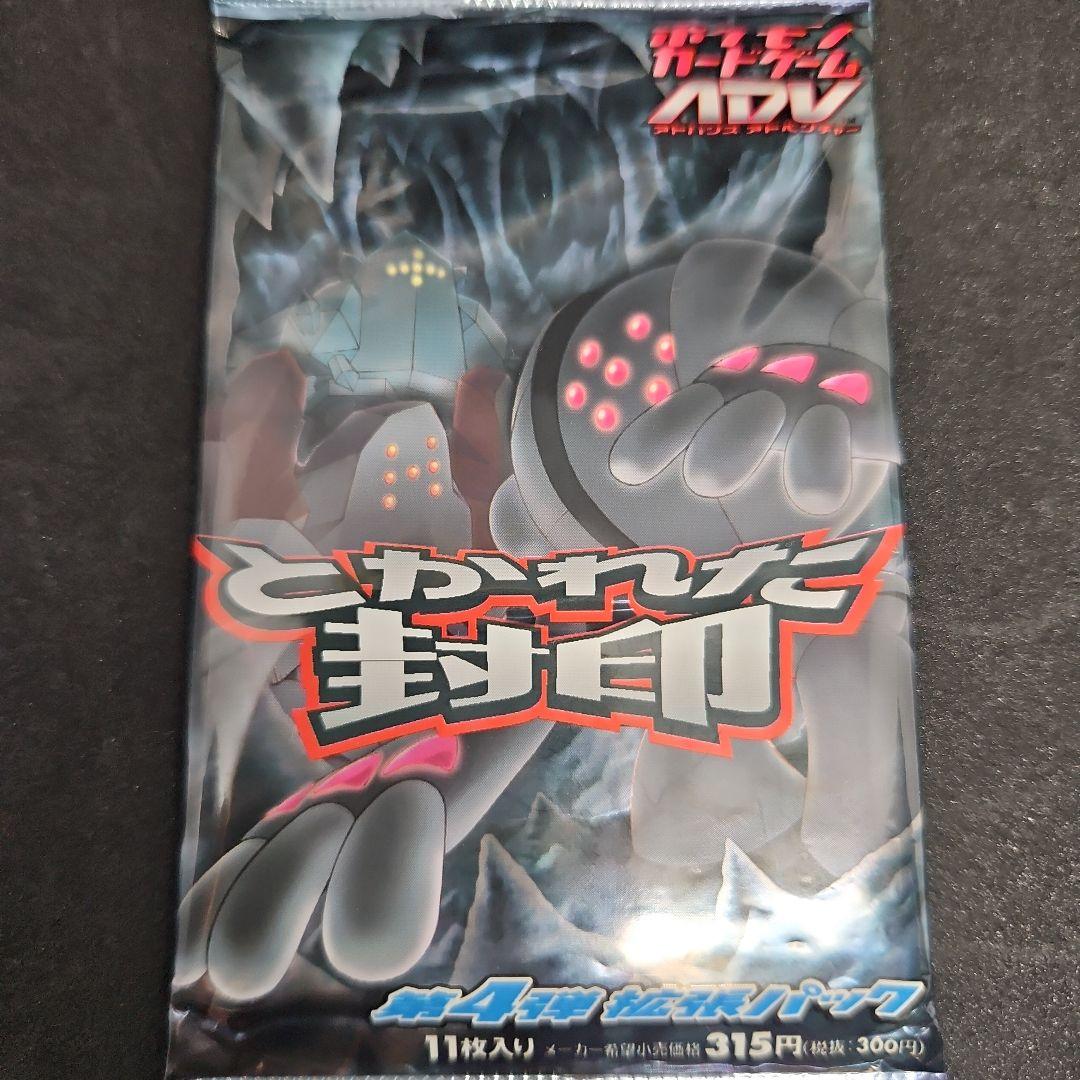 ポケモン
カードゲーム
ADV
アドバンス アドベンチャー
とかれた
封印
第4弾 拡張パック
11枚入り メーカー希望小売価格 315円(税抜:300円)